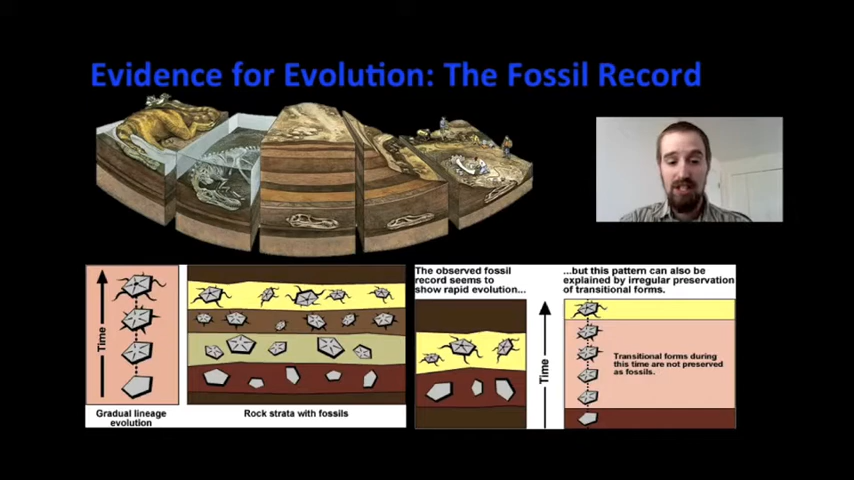 Evidence for Evolution: The Fossil Record
Time
Gradual lineage
evolution
Rock strata with fossils
The observed fossil
record seems to
show rapid evolution...
Time
...but this pattern can also be
explained by irregular preservation
of transitional forms.
Transitional forms during
this time are not preserved
as fossils.